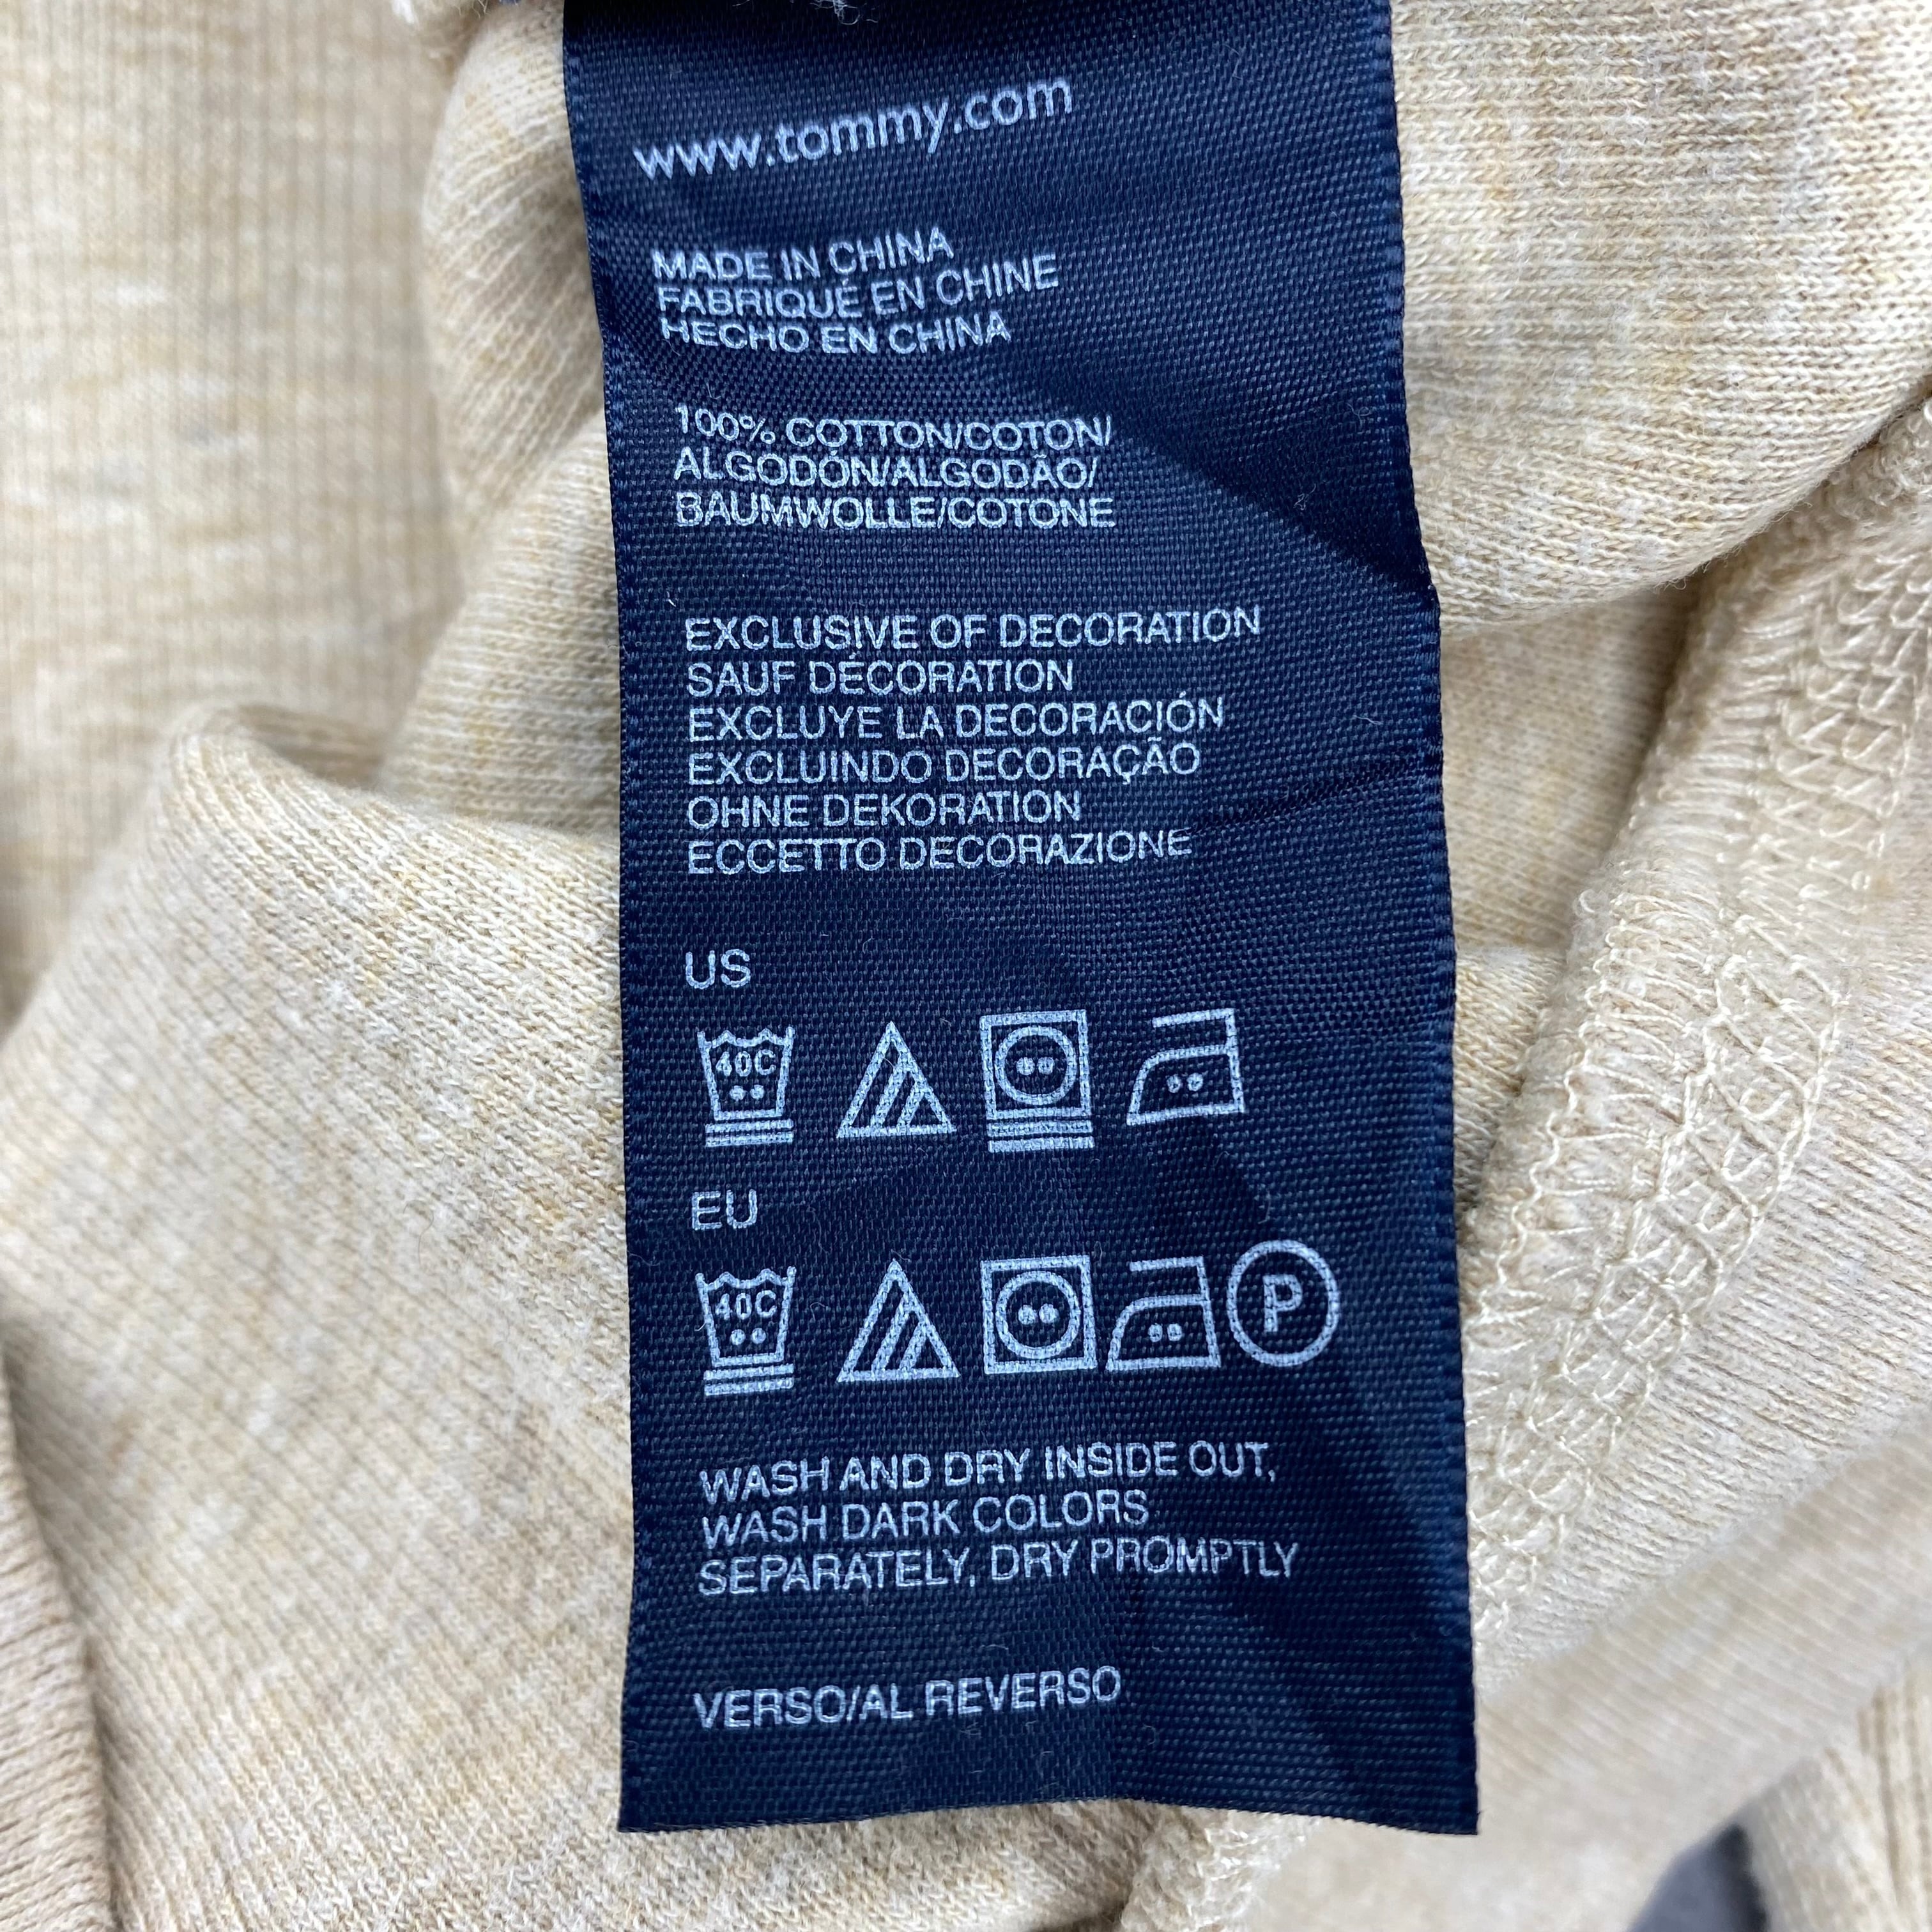 www.tommy.com
MADE IN CHINA
FABRIQUÉ EN CHINE
HECHO EN CHINA
100% COTTON/COTON/
ALGODÓN/ALGODÃO/
BAUMWOLLE/COTONE
EXCLUSIVE OF DECORATION
SAUF DÉCORATION
EXCLUYE LA DECORACIÓN
EXCLUINDO DECORAÇÃO
OHNE DEKORATION
ECCETTO DECORAZIONE
US
40C
EU
40C P
WASH AND DRY INSIDE OUT,
WASH DARK COLORS
SEPARATELY, DRY PROMPTLY
VERSO/AL REVERSO